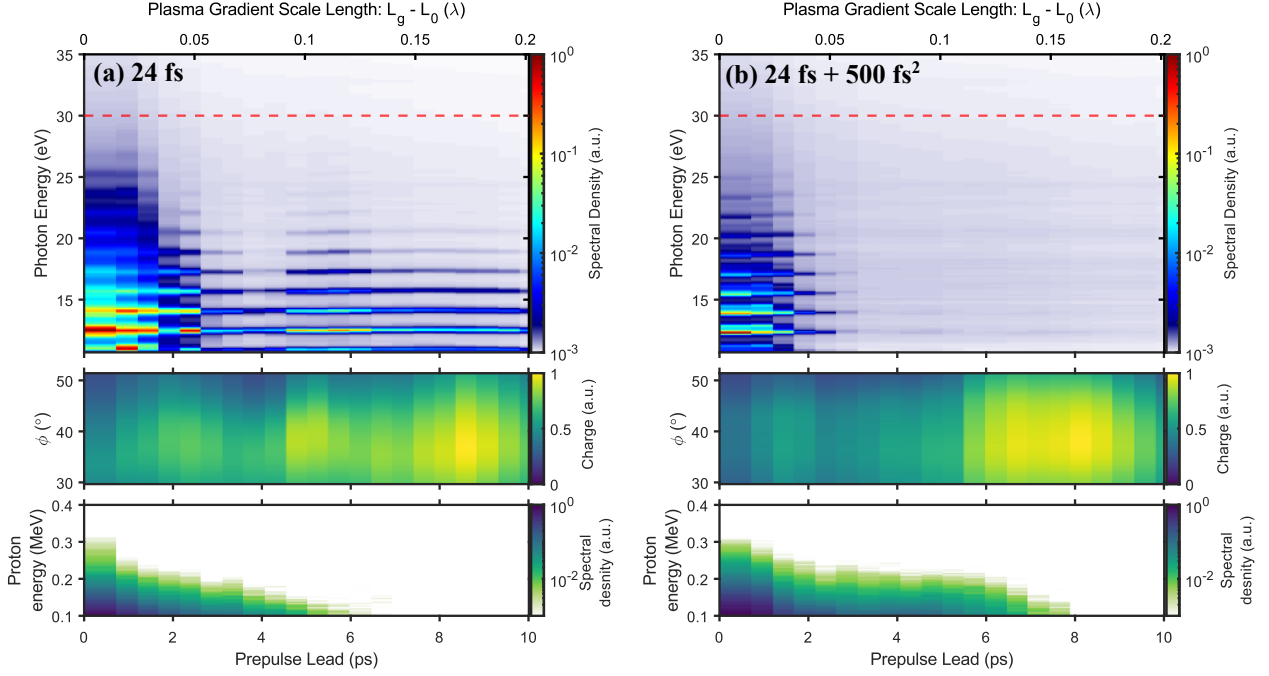 Plasma Gradient Scale Length: L_g - L_0 (λ)
0 0.05 0.1 0.15 0.2
(a) 24 fs
35
30
25
20
15
Photon Energy (eV)
10^0
10^-1
10^-2
10^-3
Spectral Density (a.u.)
50
40
30
ϕ (°)
1
0.5
0
Charge (a.u.)
0.4
0.3
0.2
0.1
Proton
energy (MeV)
10^0
10^-2
Spectral
desnity (a.u.)
0 2 4 6 8 10
Prepulse Lead (ps)
Plasma Gradient Scale Length: L_g - L_0 (λ)
0 0.05 0.1 0.15 0.2
(b) 24 fs + 500 fs^2
35
30
25
20
15
Photon Energy (eV)
10^0
10^-1
10^-2
10^-3
Spectral Density (a.u.)
50
40
30
ϕ (°)
1
0.5
0
Charge (a.u.)
0.4
0.3
0.2
0.1
Proton
energy (MeV)
10^0
10^-2
Spectral
desnity (a.u.)
0 2 4 6 8 10
Prepulse Lead (ps)